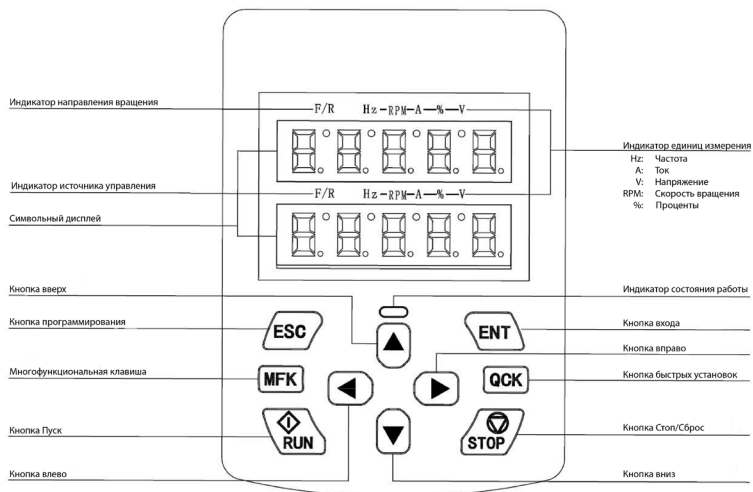 Индикатор направления вращения
F/R Hz-RPM-A-%-V
Индикатор единиц измерения
Hz: Частота
A: Ток
V: Напряжение
RPM: Скорость вращения
%: Проценты
Индикатор источника управления
F/R Hz-RPM-A-%-V
Символьный дисплей
Кнопка вверх
Индикатор состояния работы
Кнопка программирования
ESC
ENT
Кнопка входа
Кнопка вправо
Многофункциональная клавиша
MFK
QCK
Кнопка быстрых установок
Кнопка Пуск
RUN
STOP
Кнопка Стоп/Сброс
Кнопка влево
Кнопка вниз